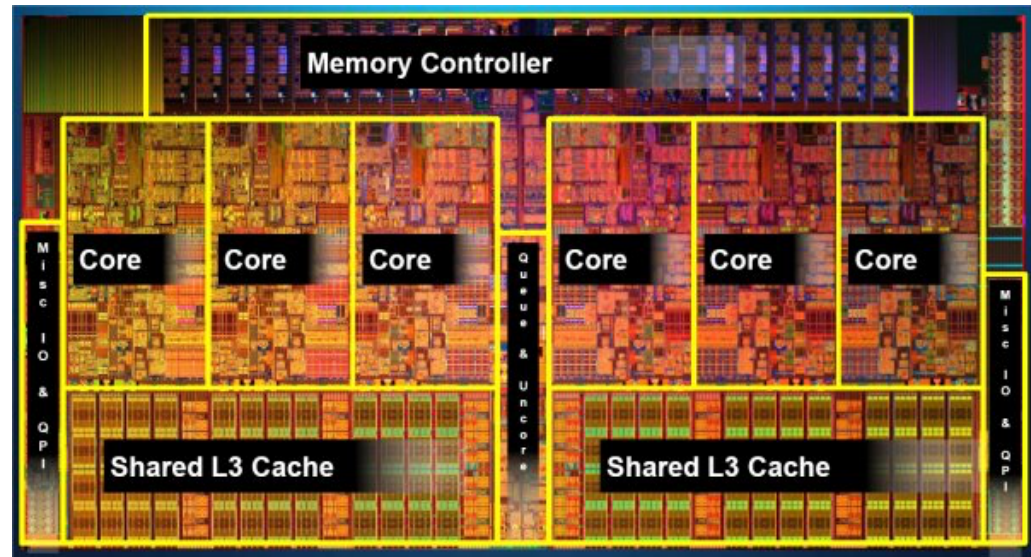 Memory Controller
Core
Core
Core
Core
Core
Core
Misc IO & QPI
Queue & Uncore
Misc IO & QPI
Shared L3 Cache
Shared L3 Cache